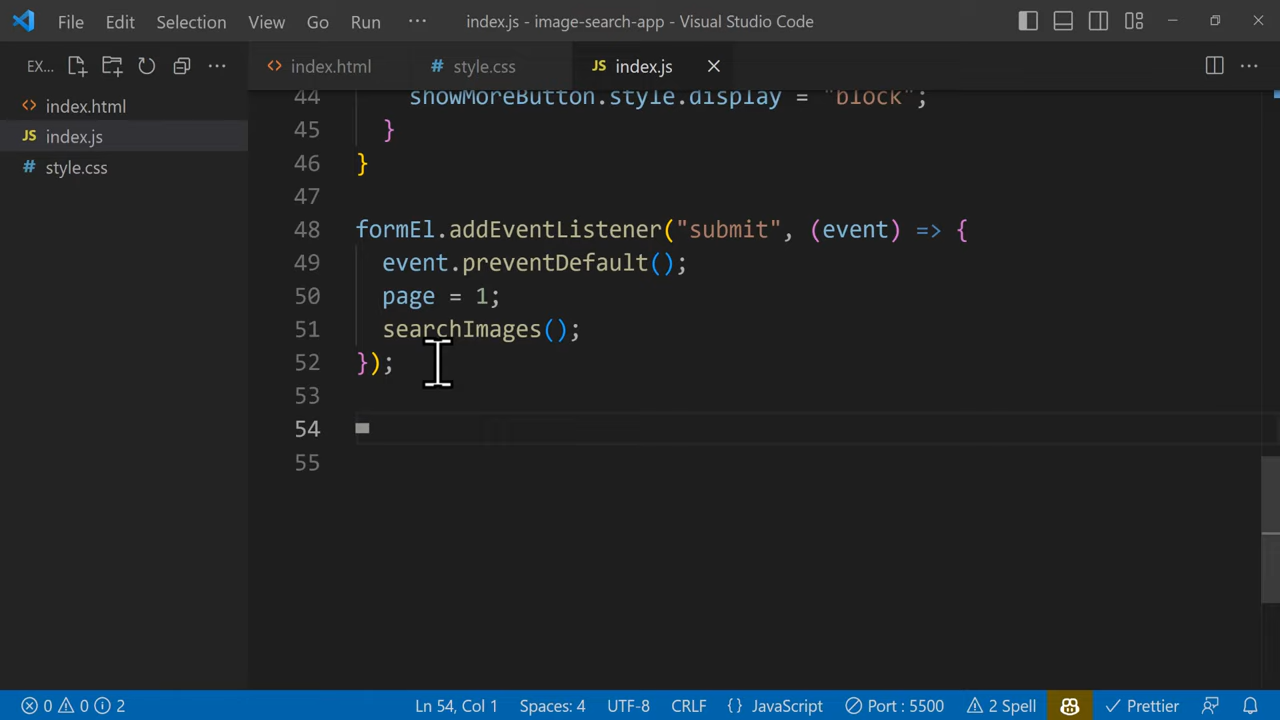 File Edit Selection View Go Run ··· index.js - image-search-app - Visual Studio Code
EX... ··· <> index.html # style.css JS index.js ···
<> index.html
JS index.js
# style.css
44 showMoreButton.style.display = "block";
45 }
46 }
47
48 formEl.addEventListener("submit", (event) => {
49 event.preventDefault();
50 page = 1;
51 searchImages();
52 });
53
54
55
0 0 2 Ln 54, Col 1 Spaces: 4 UTF-8 CRLF {} JavaScript Port : 5500 2 Spell Prettier